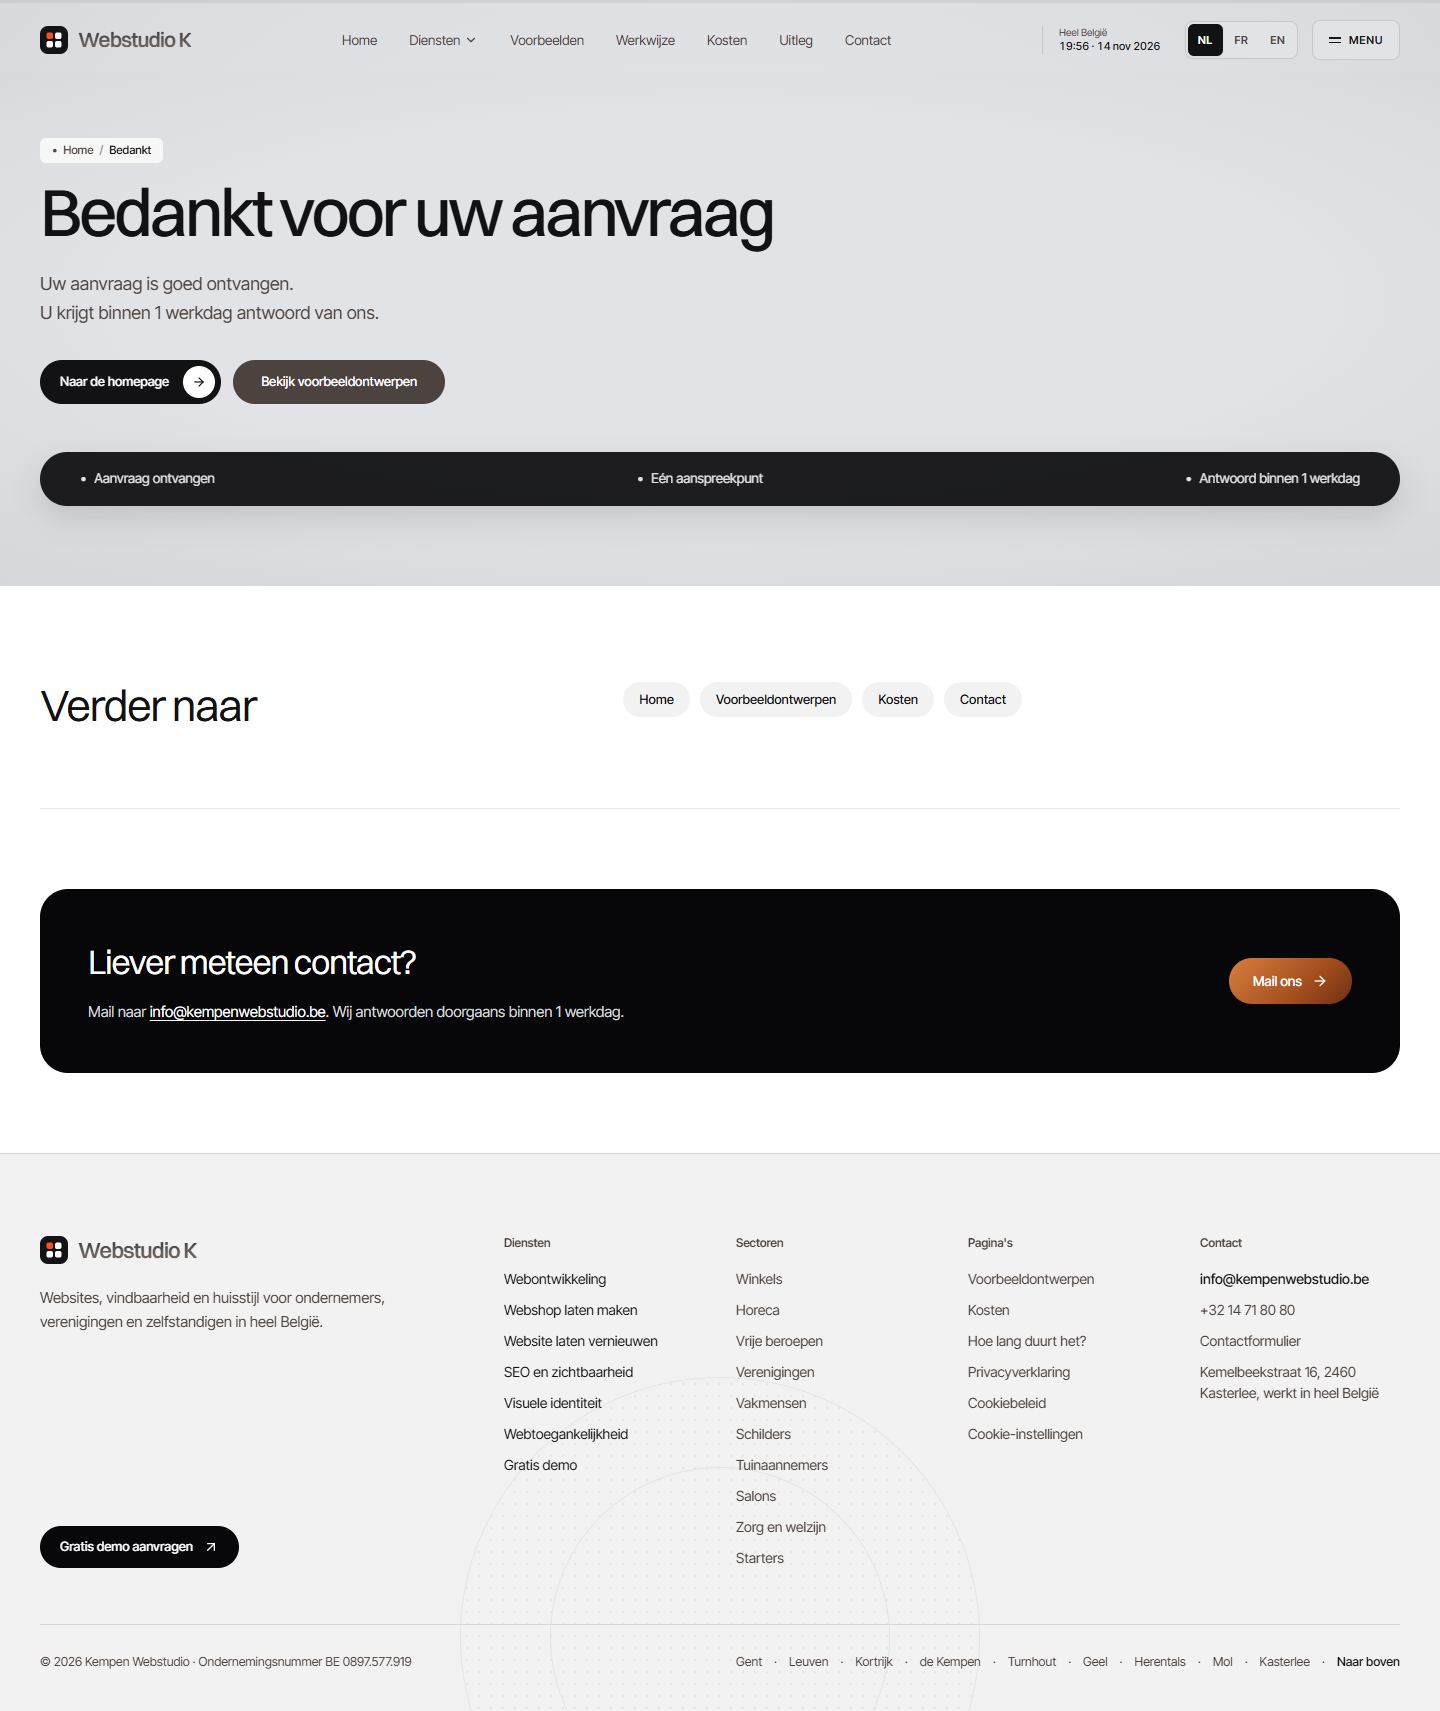 Webstudio K
Home
Diensten
Voorbeelden
Werkwijze
Kosten
Uitleg
Contact
Heel België
19:56 · 14 nov 2026
NL
FR
EN
MENU
Home / Bedankt
Bedankt voor uw aanvraag
Uw aanvraag is goed ontvangen.
U krijgt binnen 1 werkdag antwoord van ons.
Naar de homepage
Bekijk voorbeeldontwerpen
Aanvraag ontvangen
Eén aanspreekpunt
Antwoord binnen 1 werkdag
Verder naar
Home
Voorbeeldontwerpen
Kosten
Contact
Liever meteen contact?
Mail naar info@kempenwebstudio.be. Wij antwoorden doorgaans binnen 1 werkdag.
Mail ons
Webstudio K
Websites, vindbaarheid en huisstijl voor ondernemers,
verenigingen en zelfstandigen in heel België.
Gratis demo aanvragen
Diensten
Webontwikkeling
Webshop laten maken
Website laten vernieuwen
SEO en zichtbaarheid
Visuele identiteit
Webtoegankelijkheid
Gratis demo
Sectoren
Winkels
Horeca
Vrije beroepen
Verenigingen
Vakmensen
Schilders
Tuinaannemers
Salons
Zorg en welzijn
Starters
Pagina's
Voorbeeldontwerpen
Kosten
Hoe lang duurt het?
Privacyverklaring
Cookiebeleid
Cookie-instellingen
Contact
info@kempenwebstudio.be
+32 14 71 80 80
Contactformulier
Kemelbeekstraat 16, 2460
Kasterlee, werkt in heel België
© 2026 Kempen Webstudio · Ondernemingsnummer BE 0897.577.919
Gent · Leuven · Kortrijk · de Kempen · Turnhout · Geel · Herentals · Mol · Kasterlee · Naar boven